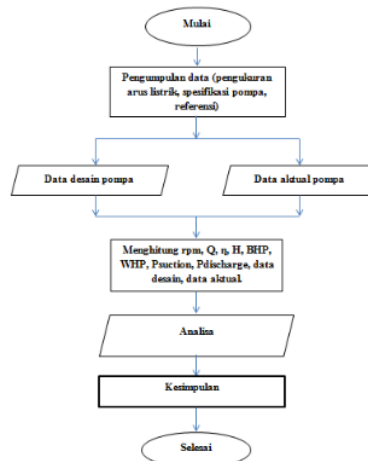 Mulai
Pengumpulan data (pengukuran
arus listrik, spesifikasi pompa,
referensi)
Data desain pompa
Data aktual pompa
Menghitung rpm, Q, η, H, BHP,
WHP, Psuction, Pdischarge, data
desain, data aktual.
Analisa
Kesimpulan
Selesai